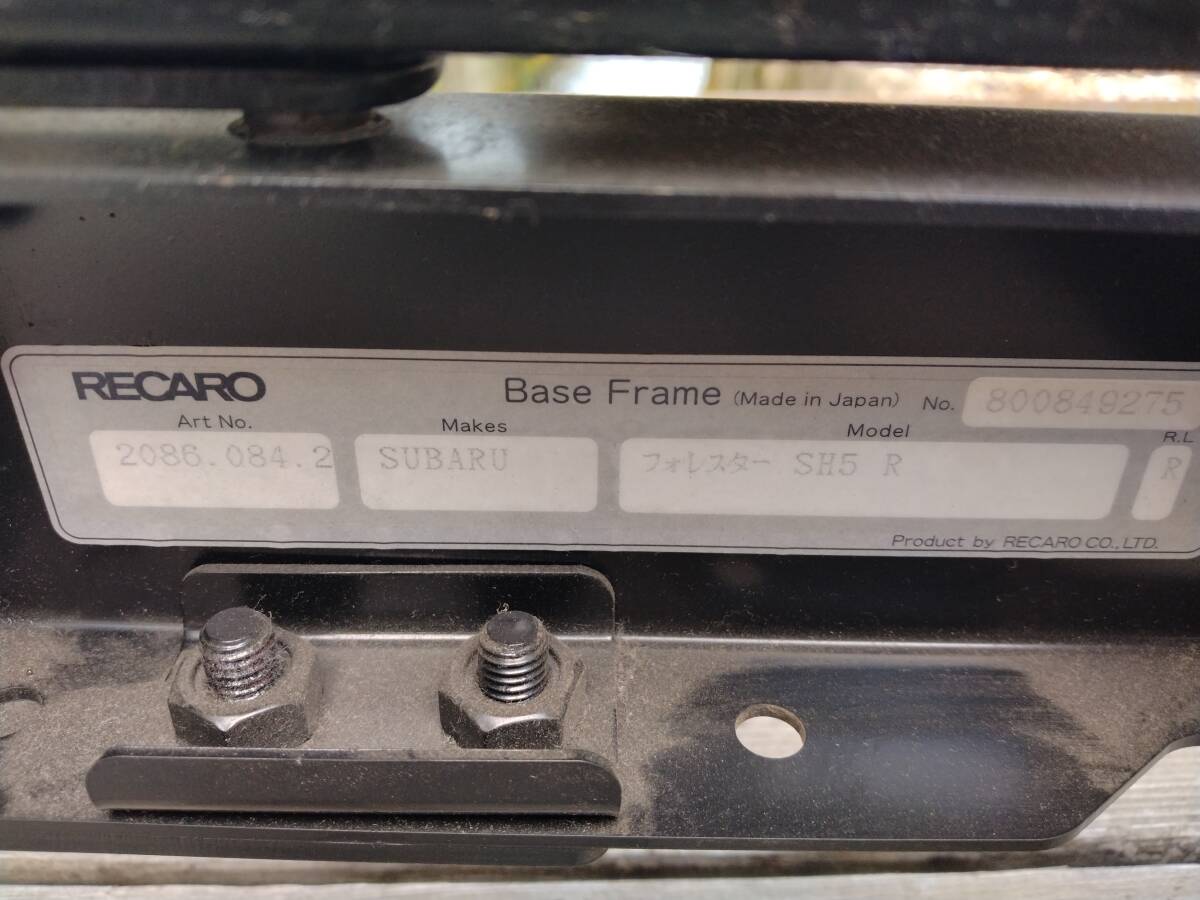 RECARO Base Frame (Made in Japan) No. 800849275
Art No. Makes Model R.L
2086.084.2 SUBARU フォレスター SH5 R R
Product by RECARO CO.,LTD.